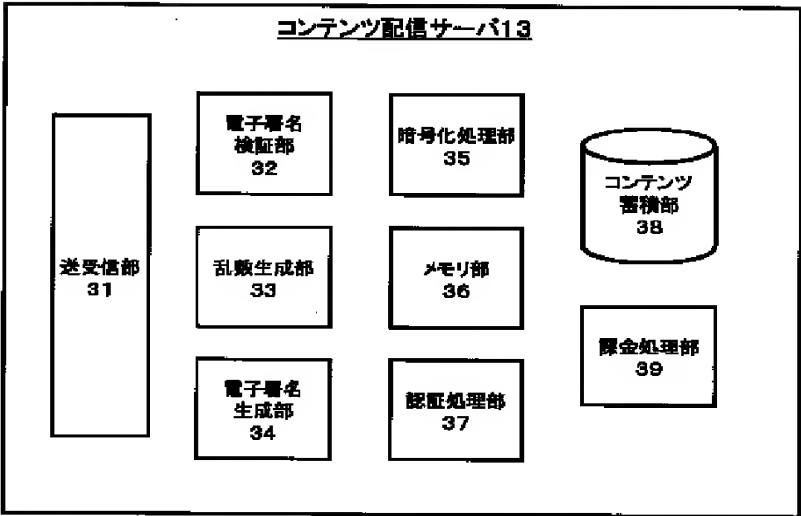 コンテンツ配信サーバ13
送受信部
31
電子署名
検証部
32
乱数生成部
33
電子署名
生成部
34
暗号化処理部
35
メモリ部
36
認証処理部
37
コンテンツ
蓄積部
38
課金処理部
39